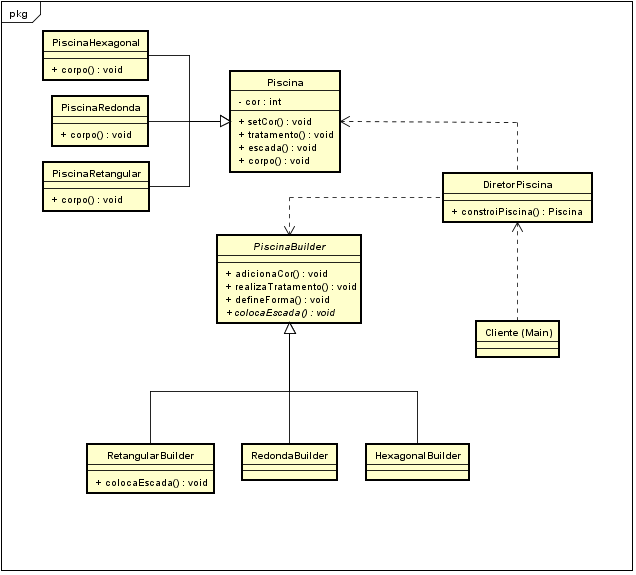 pkg
PiscinaHexagonal
+ corpo() : void
PiscinaRedonda
+ corpo() : void
PiscinaRetangular
+ corpo() : void
Piscina
- cor : int
+ setCor() : void
+ tratamento() : void
+ escada() : void
+ corpo() : void
DiretorPiscina
+ constroiPiscina() : Piscina
PiscinaBuilder
+ adicionaCor() : void
+ realizaTratamento() : void
+ defineForma() : void
+ colocaEscada() : void
Cliente (Main)
RetangularBuilder
+ colocaEscada() : void
RedondaBuilder
HexagonalBuilder